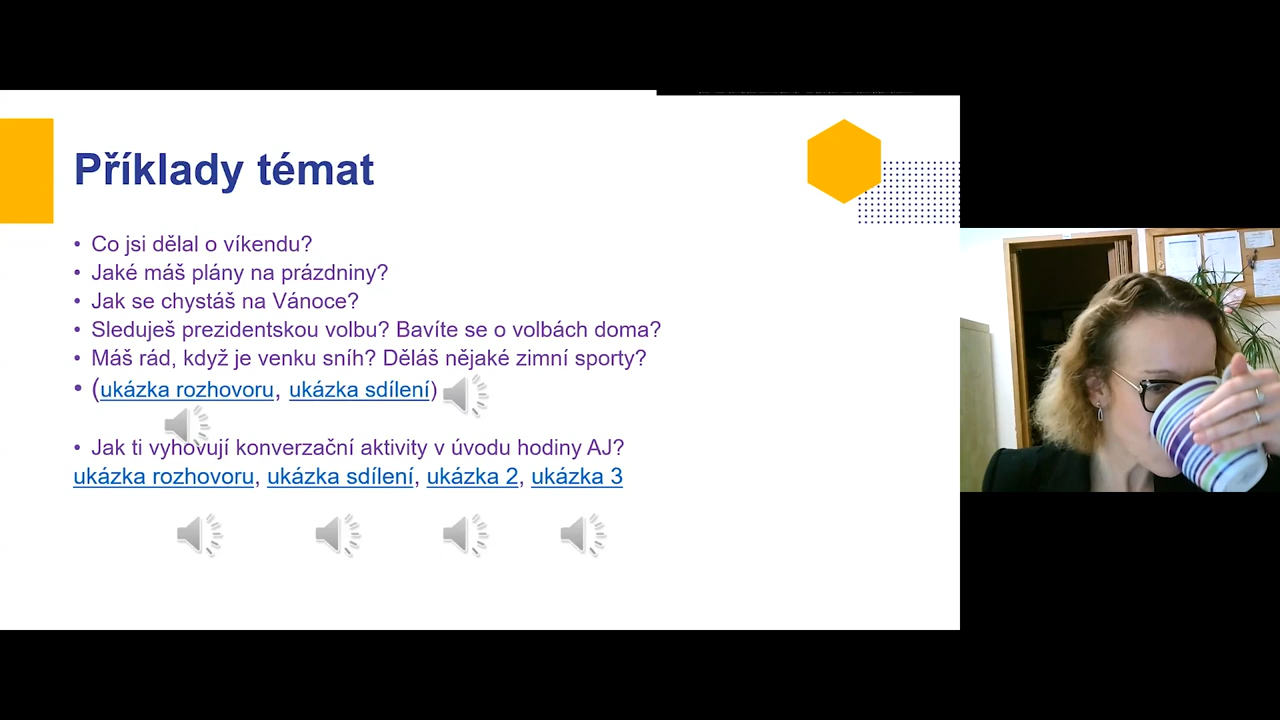 Příklady témat
• Co jsi dělal o víkendu?
• Jaké máš plány na prázdniny?
• Jak se chystáš na Vánoce?
• Sleduješ prezidentskou volbu? Bavíte se o volbách doma?
• Máš rád, když je venku sníh? Děláš nějaké zimní sporty?
• (ukázka rozhovoru, ukázka sdílení)
• Jak ti vyhovují konverzační aktivity v úvodu hodiny AJ?
ukázka rozhovoru, ukázka sdílení, ukázka 2, ukázka 3